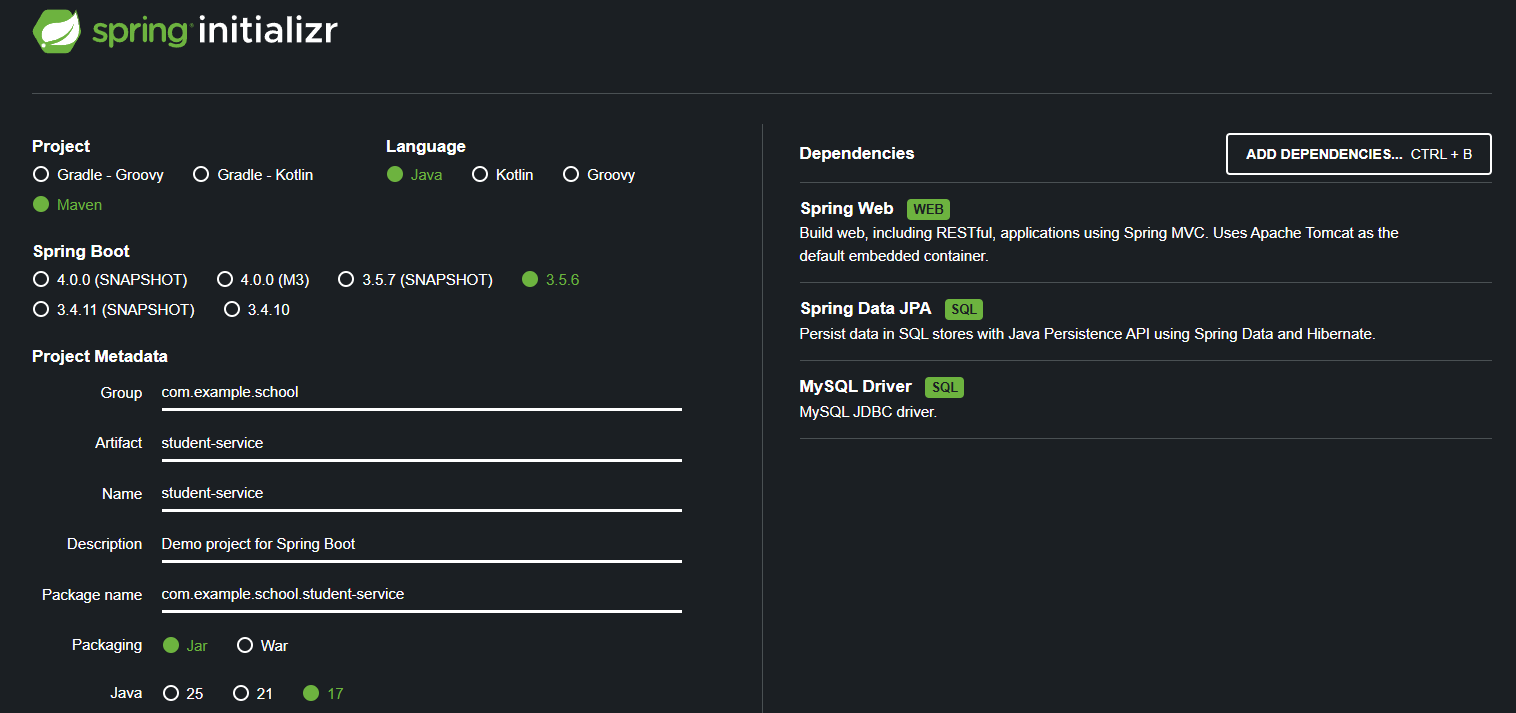 spring initializr
Project
Gradle - Groovy Gradle - Kotlin
Maven
Language
Java Kotlin Groovy
Spring Boot
4.0.0 (SNAPSHOT) 4.0.0 (M3) 3.5.7 (SNAPSHOT) 3.5.6
3.4.11 (SNAPSHOT) 3.4.10
Project Metadata
Group com.example.school
Artifact student-service
Name student-service
Description Demo project for Spring Boot
Package name com.example.school.student-service
Packaging Jar War
Java 25 21 17
Dependencies ADD DEPENDENCIES... CTRL + B
Spring Web WEB
Build web, including RESTful, applications using Spring MVC. Uses Apache Tomcat as the
default embedded container.
Spring Data JPA SQL
Persist data in SQL stores with Java Persistence API using Spring Data and Hibernate.
MySQL Driver SQL
MySQL JDBC driver.